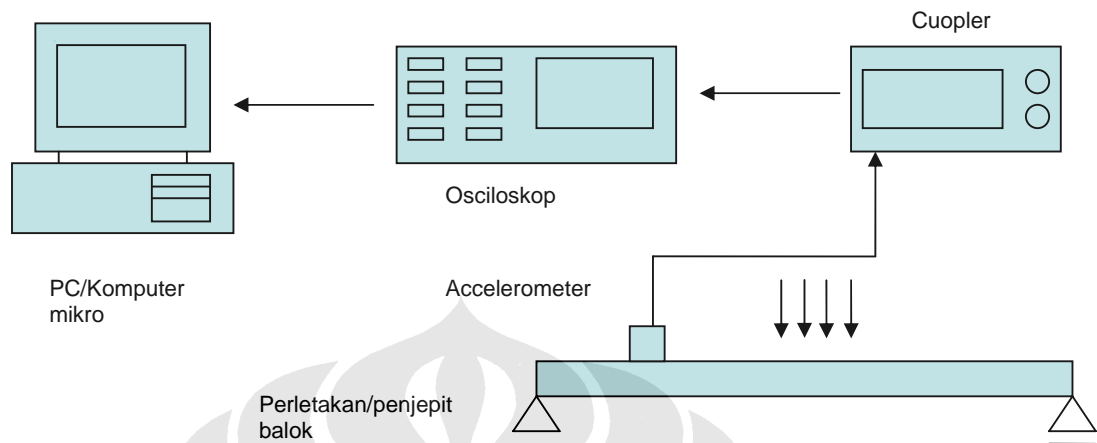 Cuopler
Osciloskop
PC/Komputer
mikro
Accelerometer
Perletakan/penjepit
balok